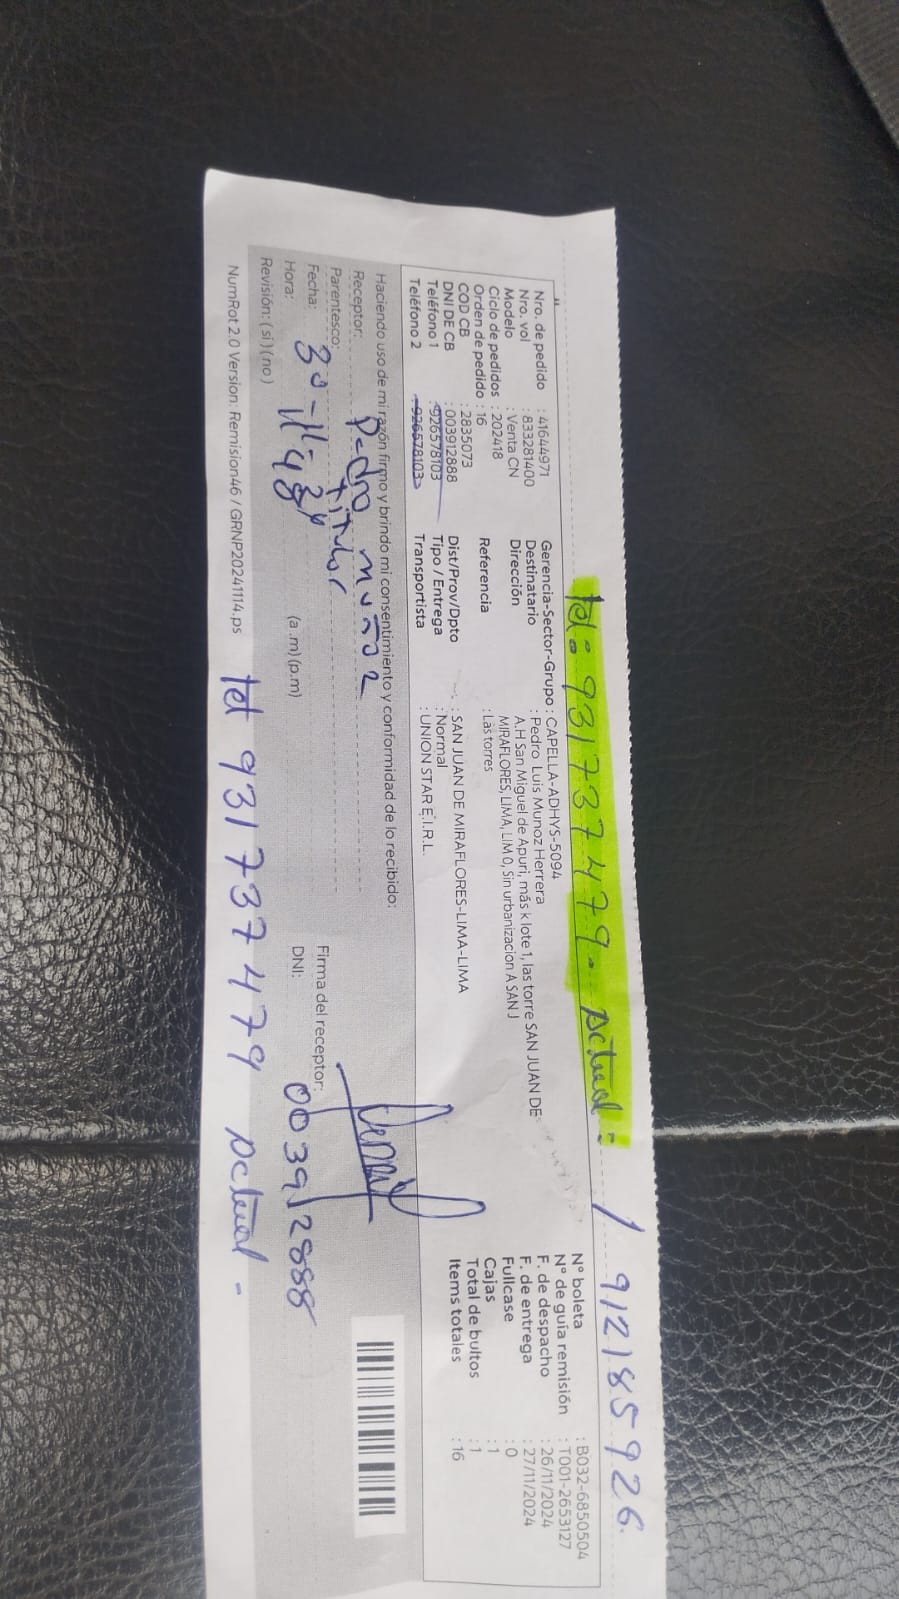 tel: 931737479. actual: / 912185926.
Nro. de pedido : 41644971
Nro. vol : 833281400
Modelo : Venta CN
Ciclo de pedidos : 202418
Orden de pedido : 16
COD CB : 2835073
DNI DE CB : 003912888
Teléfono 1 : 926578103
Teléfono 2 : 926578103
Gerencia-Sector-Grupo : CAPELLA-ADHYS-5094
Destinatario : Pedro Luis Munoz Herrera
Dirección A.H San Miguel de Apuri, más k lote 1, las torre SAN JUAN DE
MIRAFLORES, LIMA, LIM 0, Sin urbanizacion A SAN J
Referencia : Las torres
Dist/Prov/Dpto : SAN JUAN DE MIRAFLORES-LIMA-LIMA
Tipo / Entrega : Normal
Transportista : UNION STAR E.I.R.L.
N° boleta : B032-6850504
N° de guía remisión : T001-2653127
F. de despacho : 26/11/2024
F. de entrega : 27/11/2024
Fullcase : 0
Cajas : 1
Total de bultos : 1
Items totales : 16
Haciendo uso de mi razón firmo y brindo mi consentimiento y conformidad de lo recibido:
Receptor: Pedro muñoz
Parentesco: titular
Fecha: 30-11-24
Hora: 48 (a .m) (p.m)
Revisión: ( si ) ( no )
Firma del receptor:
DNI: 003912888
NumRot 2.0 Version. Remision46 / GRNP20241114.ps
tel 931737479 actual -